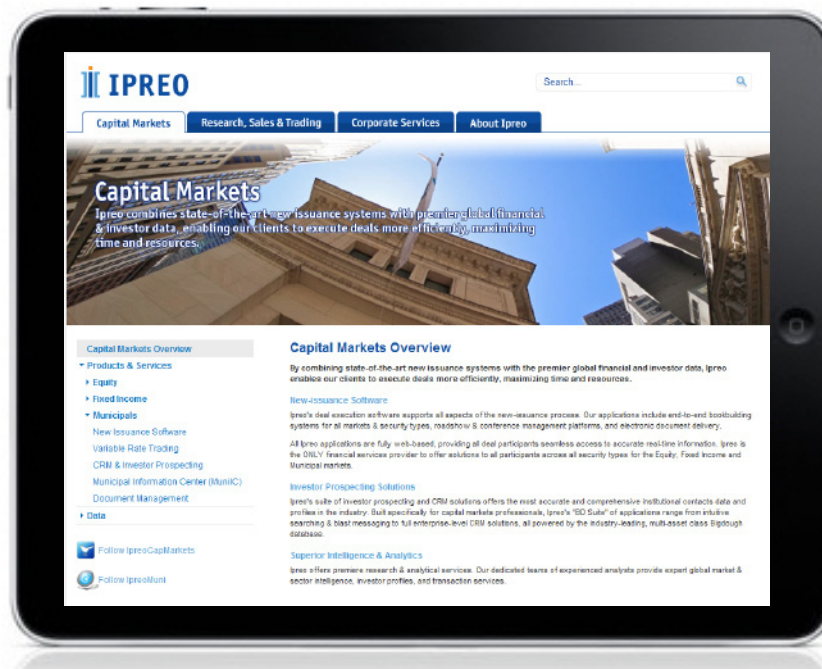 IPREO
Search...
Capital Markets
Research, Sales & Trading
Corporate Services
About Ipreo
Capital Markets
Ipreo combines state-of-the-art new issuance systems with premier global financial
& investor data, enabling our clients to execute deals more efficiently, maximizing
time and resources.
Capital Markets Overview
Products & Services
Equity
Fixed Income
Municipals
New Issuance Software
Variable Rate Trading
CRM & Investor Prospecting
Municipal Information Center (MuniIC)
Document Management
Data
Follow IpreoCapMarkets
Follow IpreoMuni
Capital Markets Overview
By combining state-of-the-art new issuance systems with the premier global financial and investor data, Ipreo
enables our clients to execute deals more efficiently, maximizing time and resources.
New-issuance Software
Ipreo's deal execution software supports all aspects of the new-issuance process. Our applications include end-to-end bookbuilding
systems for all markets & security types, roadshow & conference management platforms, and electronic document delivery.
All Ipreo applications are fully web-based, providing all deal participants seamless access to accurate real-time information. Ipreo is
the ONLY financial services provider to offer solutions to all participants across all security types for the Equity, Fixed Income and
Municipal markets.
Investor Prospecting Solutions
Ipreo's suite of investor prospecting and CRM solutions offers the most accurate and comprehensive institutional contacts data and
profiles in the industry. Built specifically for capital markets professionals, Ipreo's "BD Suite" of applications range from intuitive
searching & blast messaging to full enterprise-level CRM solutions, all powered by the industry-leading, multi-asset class Bigdough
database.
Superior Intelligence & Analytics
Ipreo offers premiere research & analytical services. Our dedicated teams of experienced analysts provide expert global market &
sector intelligence, investor profiles, and transaction services.